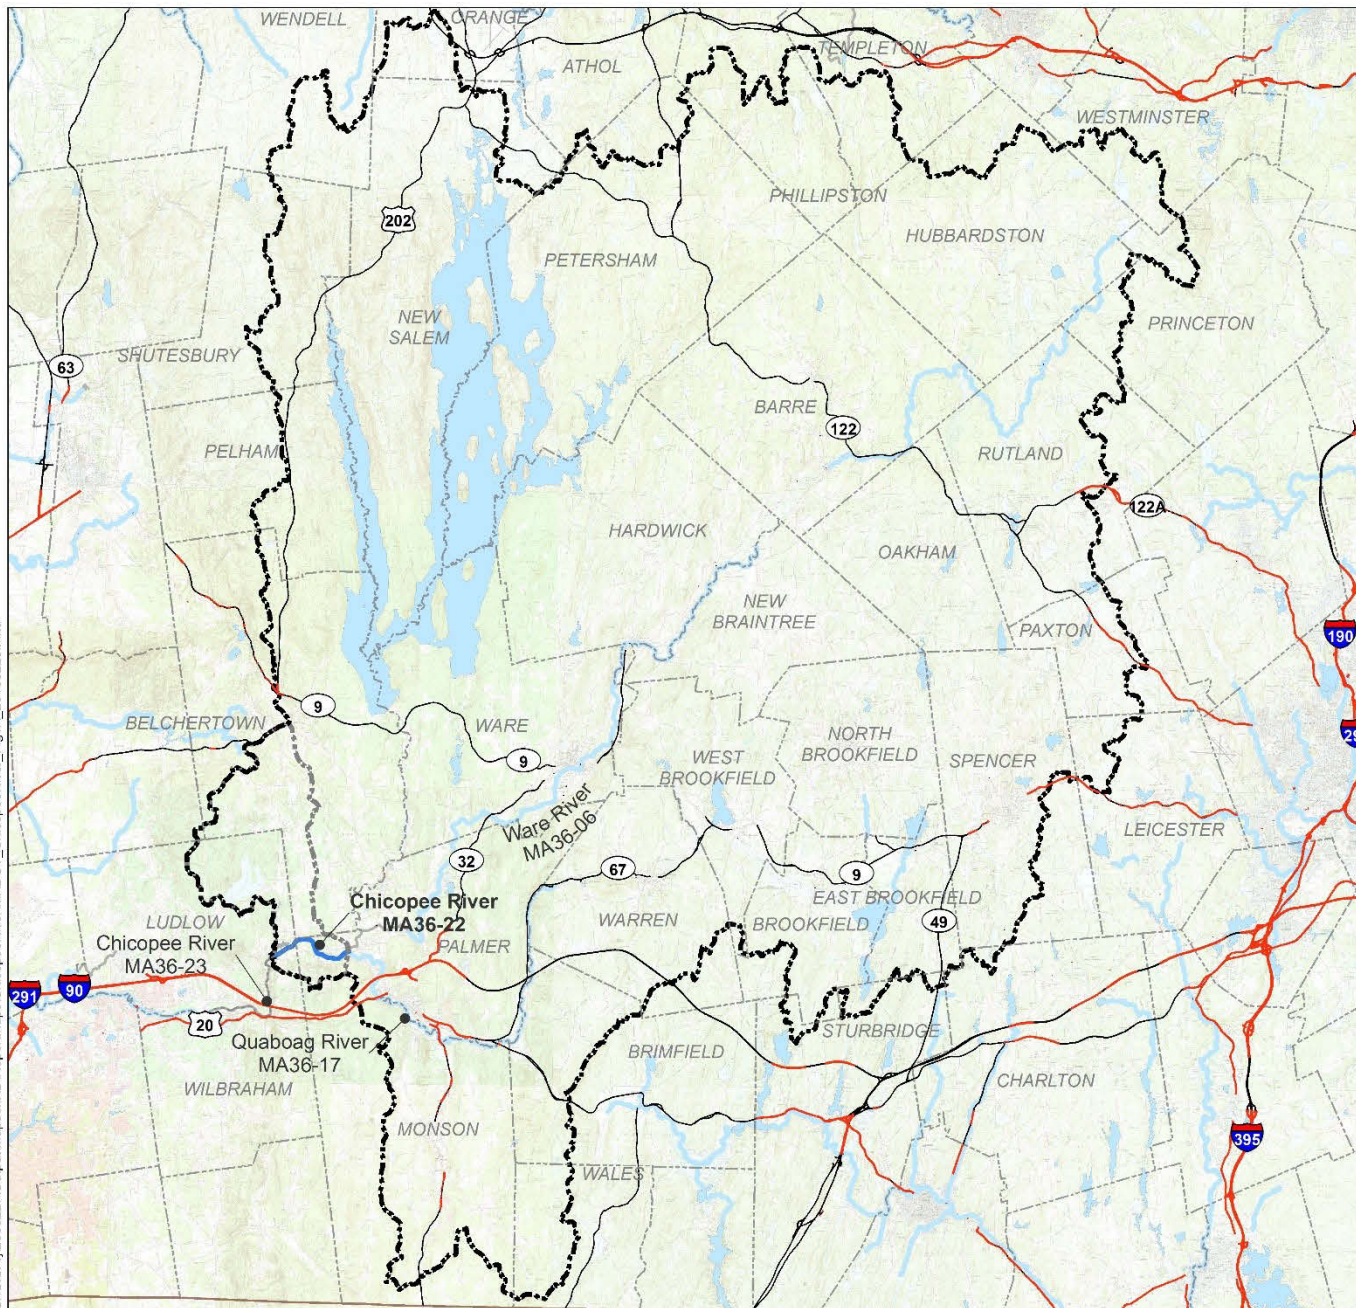 WENDELL
ORANGE
TEMPLETON
ATHOL
WESTMINSTER
PHILLIPSTON
202
HUBBARDSTON
PETERSHAM
NEW
SALEM
PRINCETON
SHUTESBURY
63
BARRE
122
PELHAM
RUTLAND
122A
HARDWICK
OAKHAM
NEW
BRAINTREE
PAXTON
190
9
BELCHERTOWN
WARE
NORTH
BROOKFIELD
WEST
BROOKFIELD
SPENCER
9
Ware River
MA36-06
LEICESTER
32
67
9
EAST BROOKFIELD
Chicopee River
MA36-22
LUDLOW
WARREN
BROOKFIELD
49
Chicopee River
MA36-23
PALMER
291
90
20
STURBRIDGE
Quaboag River
MA36-17
BRIMFIELD
WILBRAHAM
CHARLTON
MONSON
395
WALES